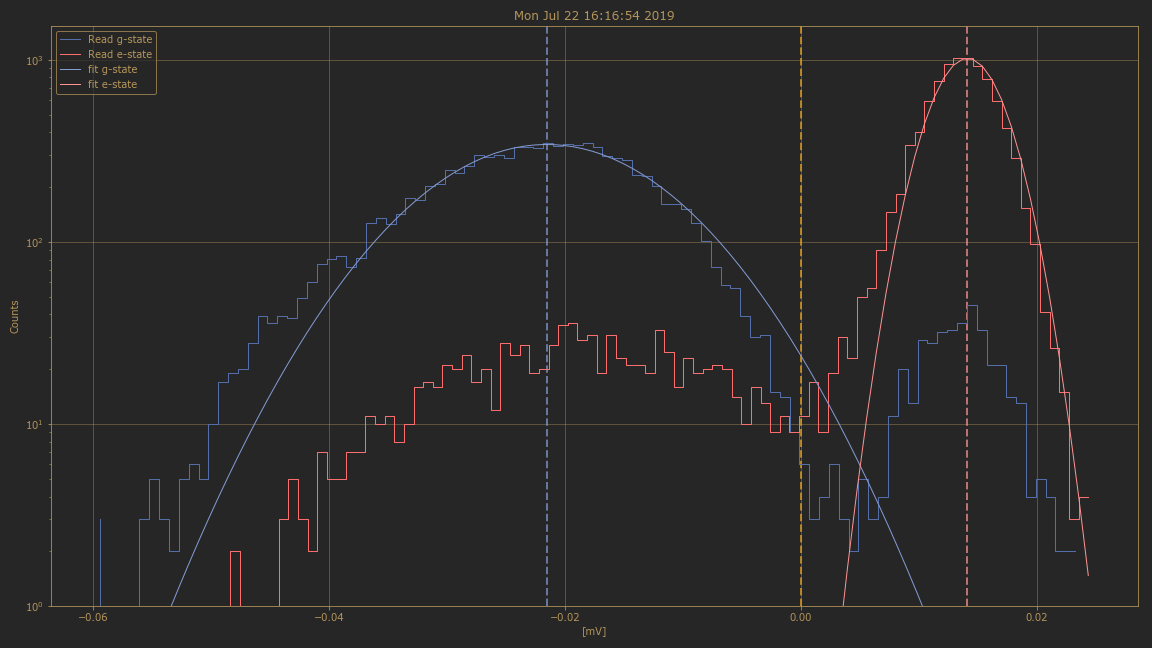 Mon Jul 22 16:16:54 2019
Read g-state
Read e-state
fit g-state
fit e-state
Counts
10³
10²
10¹
10⁰
−0.06 −0.04 −0.02 0.00 0.02
[mV]